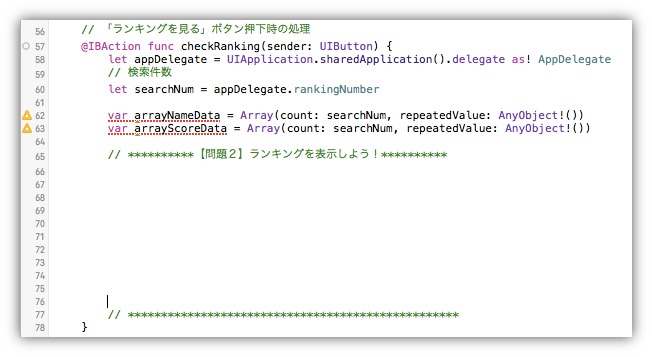 56 // 「ランキングを見る」ボタン押下時の処理
57 @IBAction func checkRanking(sender: UIButton) {
58 let appDelegate = UIApplication.sharedApplication().delegate as! AppDelegate
59 // 検索件数
60 let searchNum = appDelegate.rankingNumber
61
62 var arrayNameData = Array(count: searchNum, repeatedValue: AnyObject!())
63 var arrayScoreData = Array(count: searchNum, repeatedValue: AnyObject!())
64
65 // **********【問題２】ランキングを表示しよう！**********
66
67
68
69
70
71
72
73
74
75
76
77 // **************************************************
78 }